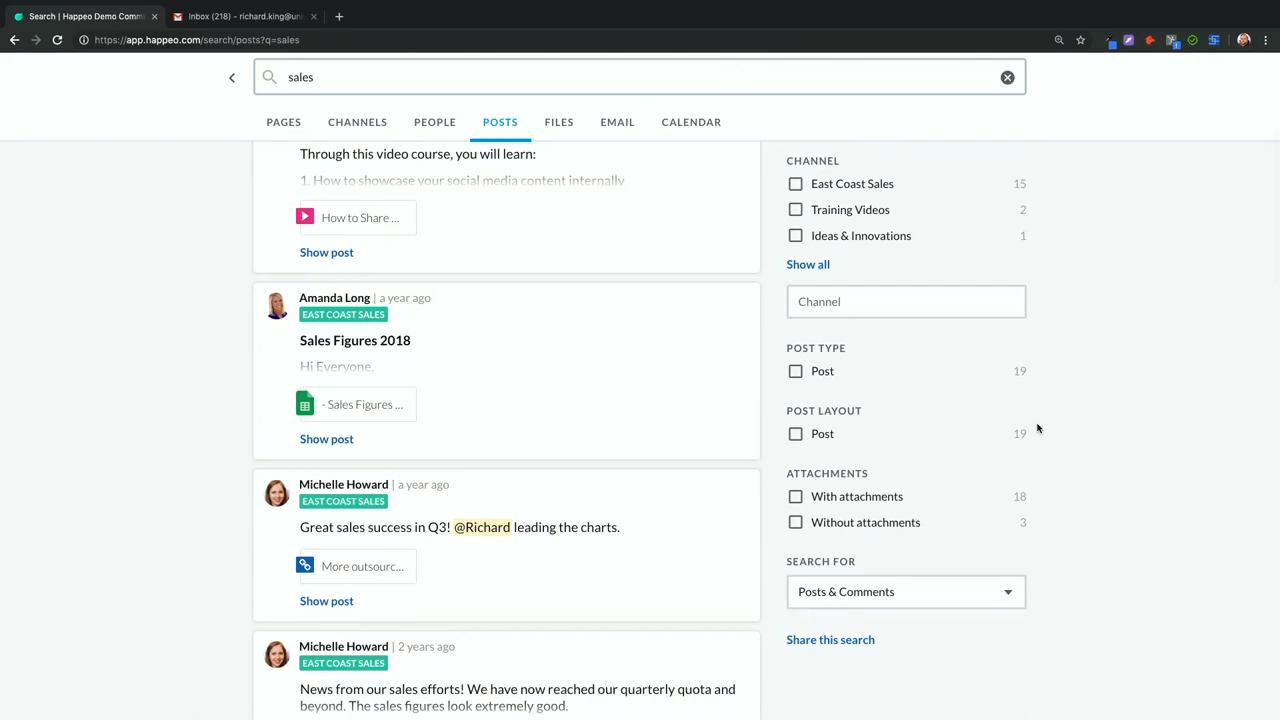 Search | Happeo Demo Comm
Inbox (218) - richard.king@uni
https://app.happeo.com/search/posts?q=sales
sales
PAGES CHANNELS PEOPLE POSTS FILES EMAIL CALENDAR
Through this video course, you will learn:
1. How to showcase your social media content internally
How to Share ...
Show post
Amanda Long | a year ago
EAST COAST SALES
Sales Figures 2018
Hi Everyone,
- Sales Figures ...
Show post
Michelle Howard | a year ago
EAST COAST SALES
Great sales success in Q3! @Richard leading the charts.
More outsourc...
Show post
Michelle Howard | 2 years ago
EAST COAST SALES
News from our sales efforts! We have now reached our quarterly quota and
beyond. The sales figures look extremely good.
CHANNEL
East Coast Sales 15
Training Videos 2
Ideas & Innovations 1
Show all
Channel
POST TYPE
Post 19
POST LAYOUT
Post 19
ATTACHMENTS
With attachments 18
Without attachments 3
SEARCH FOR
Posts & Comments
Share this search